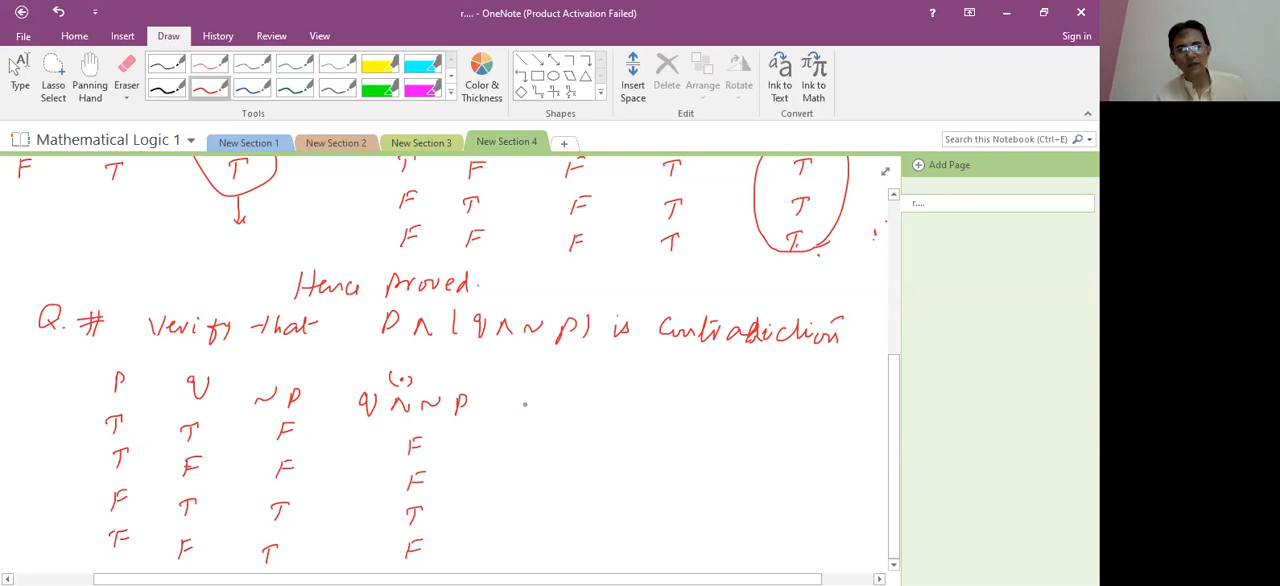 r.... - OneNote (Product Activation Failed)
File Home Insert Draw History Review View Sign in
Type Lasso Select Panning Hand Eraser Color & Thickness Insert Space Delete Arrange Rotate Ink to Text Ink to Math
Tools Shapes Edit Convert
Mathematical Logic 1 New Section 1 New Section 2 New Section 3 New Section 4 Search this Notebook (Ctrl+E)
Add Page
r....
F T T T F F T T
F T F T T
F F F T T
Hence proved.
Q. # Verify that p ∧ (q ∧ ~ p) is contradiction
(•)
P q ~ P q ∧ ~ p
T T F F
T F F F
F T T T
F F T F